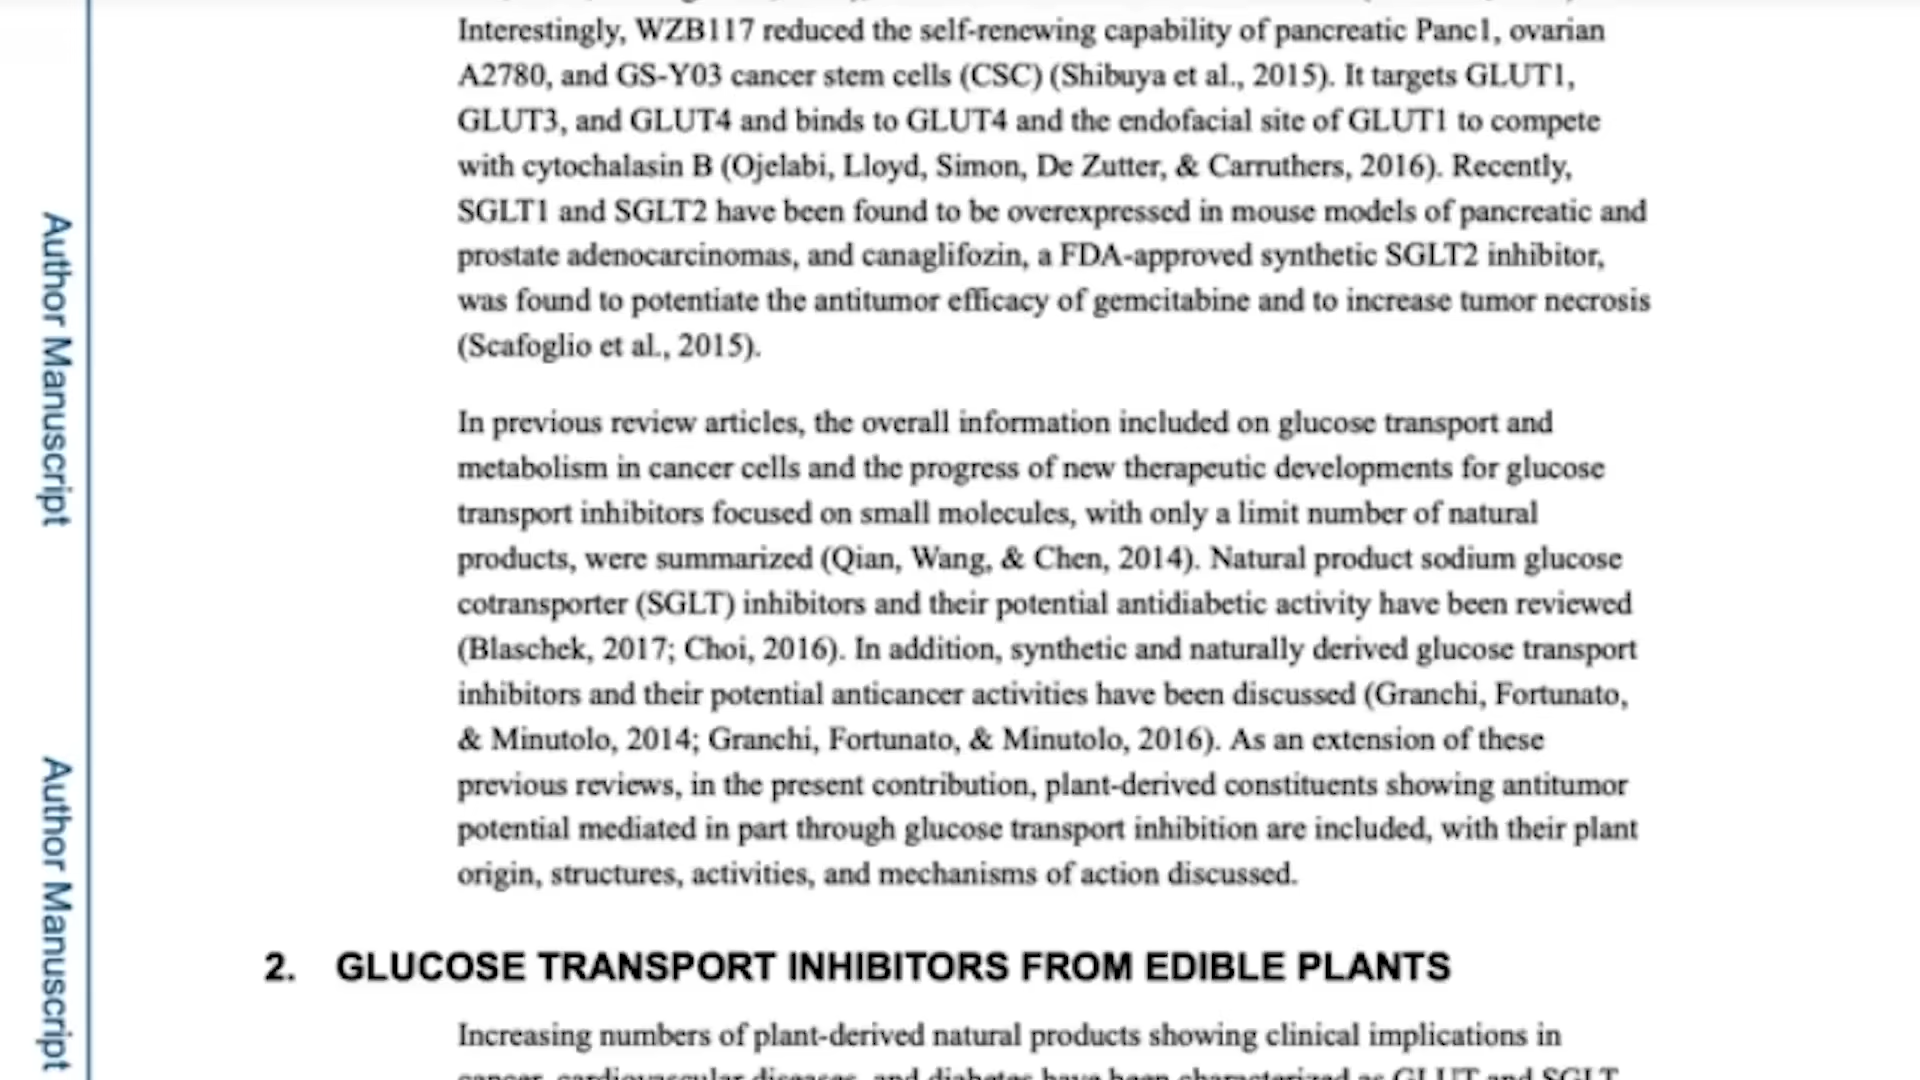 Interestingly, WZB117 reduced the self-renewing capability of pancreatic Panc1, ovarian
A2780, and GS-Y03 cancer stem cells (CSC) (Shibuya et al., 2015). It targets GLUT1,
GLUT3, and GLUT4 and binds to GLUT4 and the endofacial site of GLUT1 to compete
with cytochalasin B (Ojelabi, Lloyd, Simon, De Zutter, & Carruthers, 2016). Recently,
SGLT1 and SGLT2 have been found to be overexpressed in mouse models of pancreatic and
prostate adenocarcinomas, and canaglifozin, a FDA-approved synthetic SGLT2 inhibitor,
was found to potentiate the antitumor efficacy of gemcitabine and to increase tumor necrosis
(Scafoglio et al., 2015).
In previous review articles, the overall information included on glucose transport and
metabolism in cancer cells and the progress of new therapeutic developments for glucose
transport inhibitors focused on small molecules, with only a limit number of natural
products, were summarized (Qian, Wang, & Chen, 2014). Natural product sodium glucose
cotransporter (SGLT) inhibitors and their potential antidiabetic activity have been reviewed
(Blaschek, 2017; Choi, 2016). In addition, synthetic and naturally derived glucose transport
inhibitors and their potential anticancer activities have been discussed (Granchi, Fortunato,
& Minutolo, 2014; Granchi, Fortunato, & Minutolo, 2016). As an extension of these
previous reviews, in the present contribution, plant-derived constituents showing antitumor
potential mediated in part through glucose transport inhibition are included, with their plant
origin, structures, activities, and mechanisms of action discussed.
2. GLUCOSE TRANSPORT INHIBITORS FROM EDIBLE PLANTS
Increasing numbers of plant-derived natural products showing clinical implications in
cancer, cardiovascular diseases, and diabetes have been characterized as GLUT and SGLT
Author Manuscript
Author Manuscript